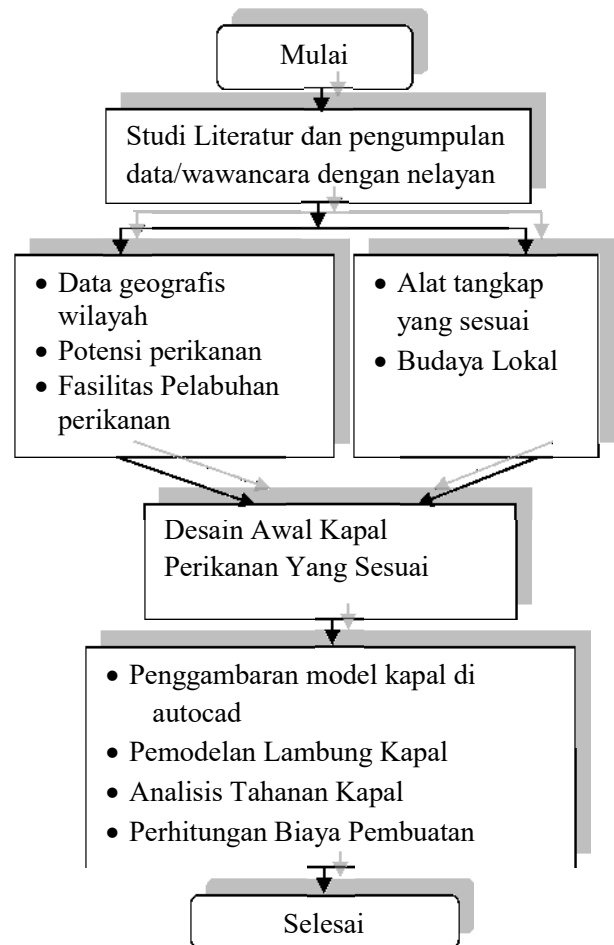 Mulai
Studi Literatur dan pengumpulan
data/wawancara dengan nelayan
• Data geografis
wilayah
• Potensi perikanan
• Fasilitas Pelabuhan
perikanan
• Alat tangkap
yang sesuai
• Budaya Lokal
Desain Awal Kapal
Perikanan Yang Sesuai
• Penggambaran model kapal di
autocad
• Pemodelan Lambung Kapal
• Analisis Tahanan Kapal
• Perhitungan Biaya Pembuatan
Selesai